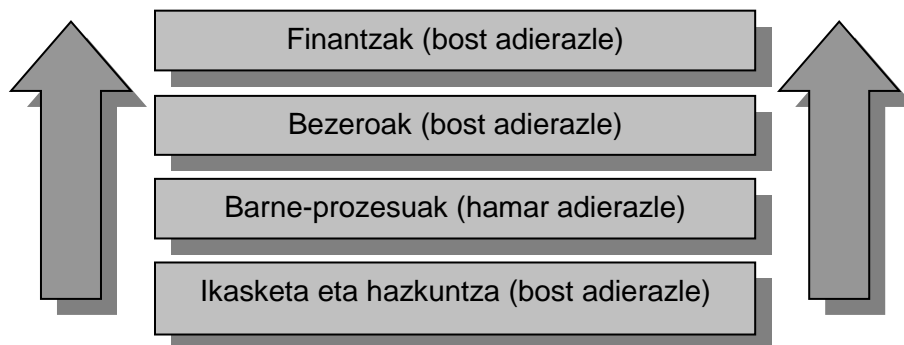 Finantzak (bost adierazle)
Bezeroak (bost adierazle)
Barne-prozesuak (hamar adierazle)
Ikasketa eta hazkuntza (bost adierazle)